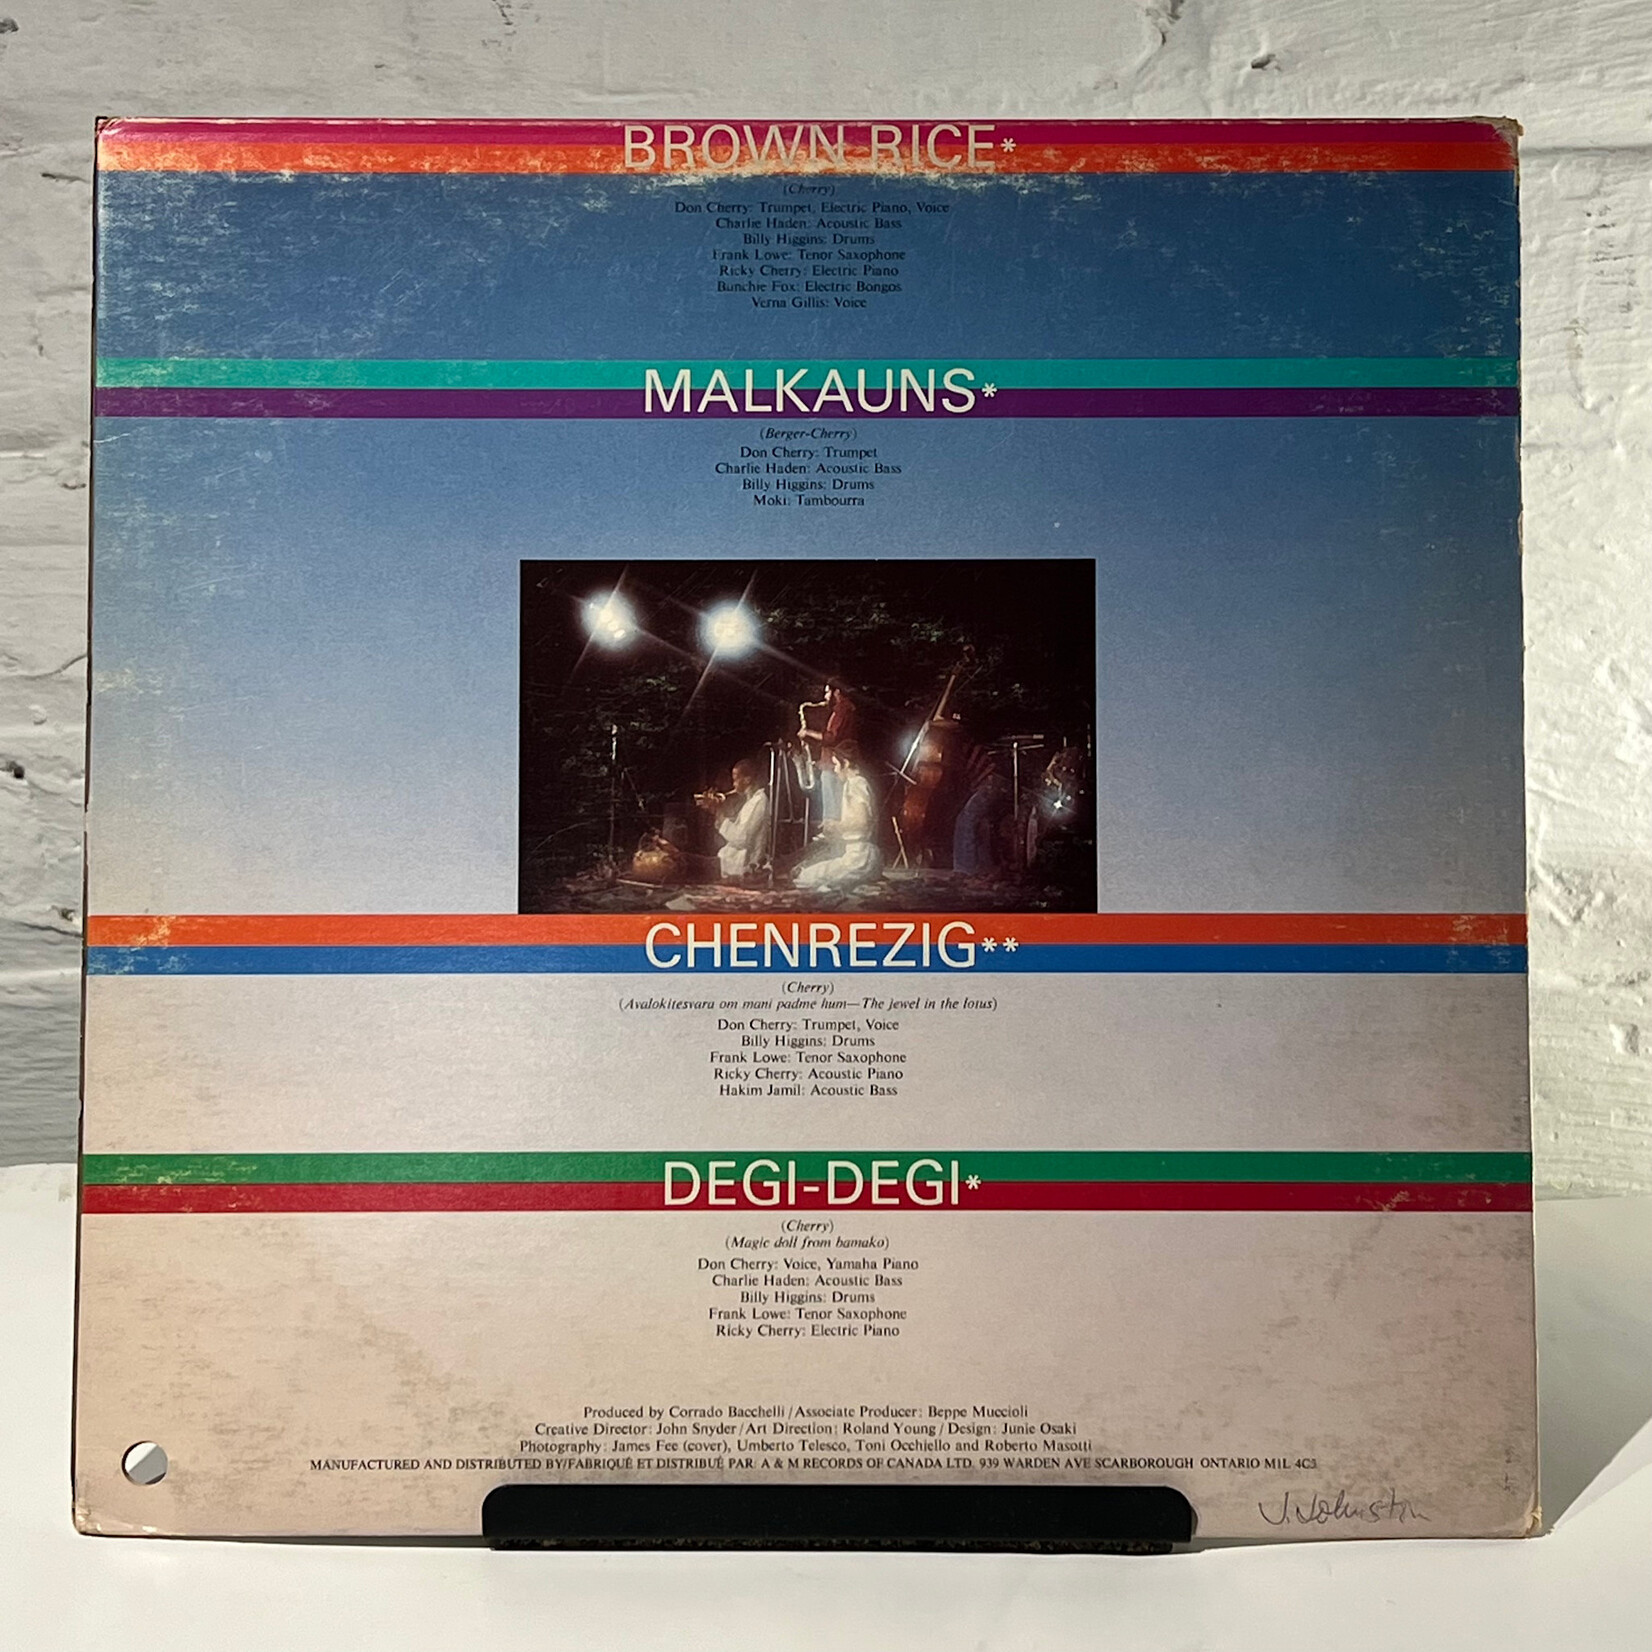 BROWN RICE*
(Cherry)
Don Cherry: Trumpet, Electric Piano, Voice
Charlie Haden: Acoustic Bass
Billy Higgins: Drums
Frank Lowe: Tenor Saxophone
Ricky Cherry: Electric Piano
Bunchie Fox: Electric Bongos
Verna Gillis: Voice
MALKAUNS*
(Berger-Cherry)
Don Cherry: Trumpet
Charlie Haden: Acoustic Bass
Billy Higgins: Drums
Moki: Tambourra
CHENREZIG**
(Cherry)
(Avalokitesvara om mani padme hum—The jewel in the lotus)
Don Cherry: Trumpet, Voice
Billy Higgins: Drums
Frank Lowe: Tenor Saxophone
Ricky Cherry: Acoustic Piano
Hakim Jamil: Acoustic Bass
DEGI-DEGI*
(Cherry)
(Magic doll from bamako)
Don Cherry: Voice, Yamaha Piano
Charlie Haden: Acoustic Bass
Billy Higgins: Drums
Frank Lowe: Tenor Saxophone
Ricky Cherry: Electric Piano
Produced by Corrado Bacchelli/Associate Producer: Beppe Muccioli
Creative Director: John Snyder/Art Direction: Roland Young/Design: Junie Osaki
Photography: James Fee (cover), Umberto Telesco, Toni Occhiello and Roberto Masotti
MANUFACTURED AND DISTRIBUTED BY/FABRIQUÉ ET DISTRIBUÉ PAR: A & M RECORDS OF CANADA LTD. 939 WARDEN AVE SCARBOROUGH ONTARIO M1L 4C5
J. Johnston